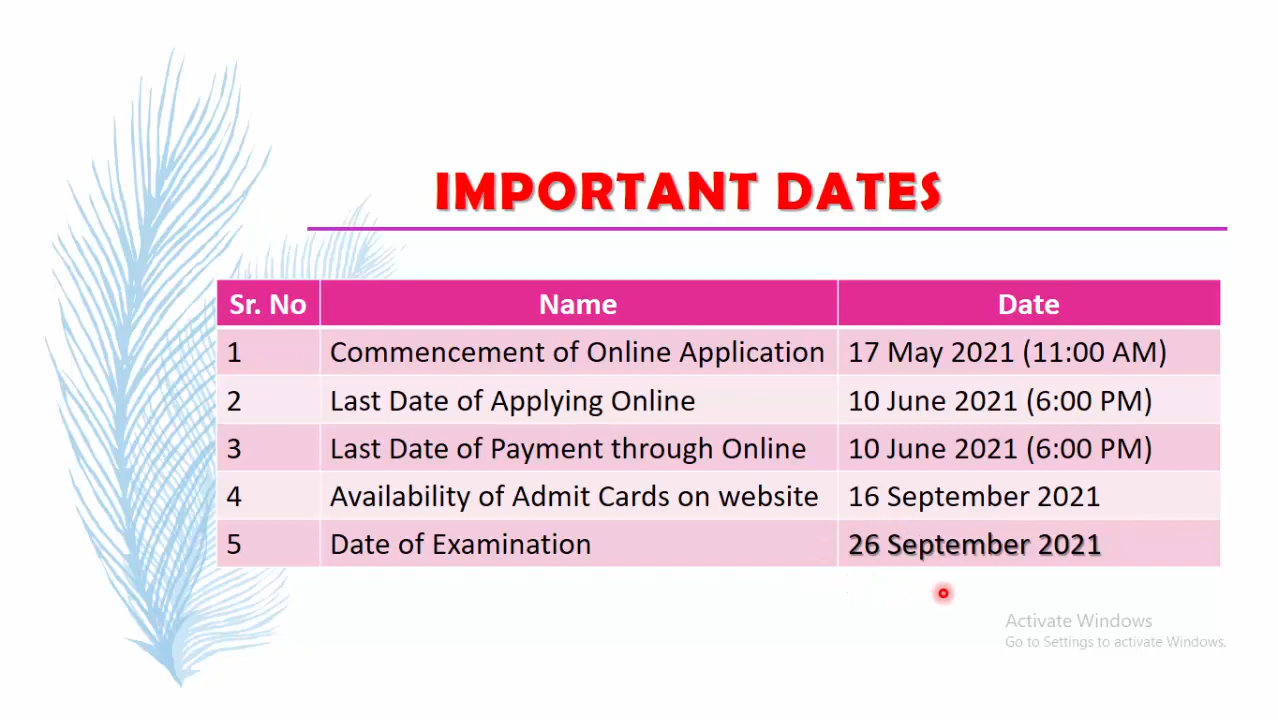 IMPORTANT DATES
Sr. No Name Date
1 Commencement of Online Application 17 May 2021 (11:00 AM)
2 Last Date of Applying Online 10 June 2021 (6:00 PM)
3 Last Date of Payment through Online 10 June 2021 (6:00 PM)
4 Availability of Admit Cards on website 16 September 2021
5 Date of Examination 26 September 2021
Activate Windows
Go to Settings to activate Windows.